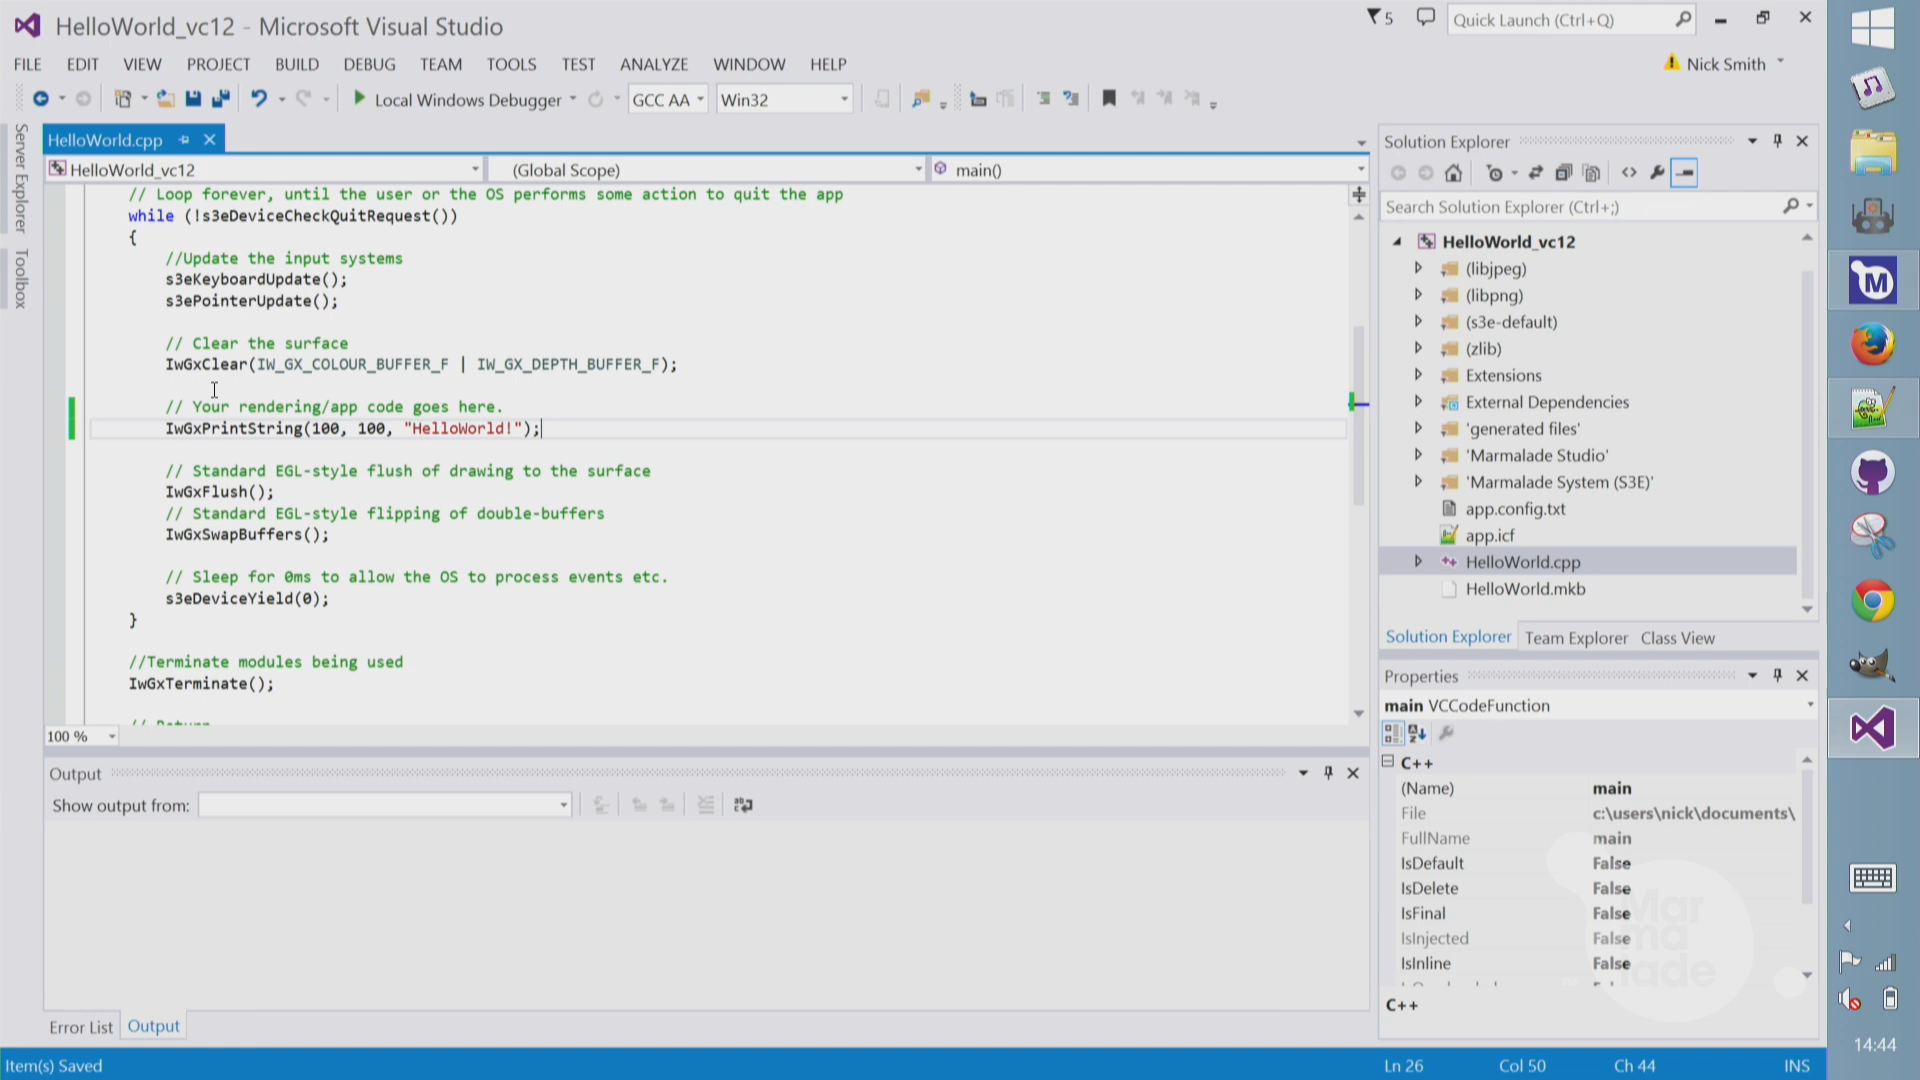 HelloWorld_vc12 - Microsoft Visual Studio
5
Quick Launch (Ctrl+Q)
FILE EDIT VIEW PROJECT BUILD DEBUG TEAM TOOLS TEST ANALYZE WINDOW HELP
Nick Smith
Local Windows Debugger
GCC AA
Win32
Server Explorer
Toolbox
HelloWorld.cpp
HelloWorld_vc12
(Global Scope)
main()
// Loop forever, until the user or the OS performs some action to quit the app
while (!s3eDeviceCheckQuitRequest())
{
//Update the input systems
s3eKeyboardUpdate();
s3ePointerUpdate();
// Clear the surface
IwGxClear(IW_GX_COLOUR_BUFFER_F | IW_GX_DEPTH_BUFFER_F);
// Your rendering/app code goes here.
IwGxPrintString(100, 100, "HelloWorld!");
// Standard EGL-style flush of drawing to the surface
IwGxFlush();
// Standard EGL-style flipping of double-buffers
IwGxSwapBuffers();
// Sleep for 0ms to allow the OS to process events etc.
s3eDeviceYield(0);
}
//Terminate modules being used
IwGxTerminate();
// Return
100 %
Output
Show output from:
Error List
Output
Solution Explorer
Search Solution Explorer (Ctrl+;)
HelloWorld_vc12
(libjpeg)
(libpng)
(s3e-default)
(zlib)
Extensions
External Dependencies
'generated files'
'Marmalade Studio'
'Marmalade System (S3E)'
app.config.txt
app.icf
HelloWorld.cpp
HelloWorld.mkb
Solution Explorer Team Explorer Class View
Properties
main VCCodeFunction
C++
(Name) main
File c:\users\nick\documents\
FullName main
IsDefault False
IsDelete False
IsFinal False
IsInjected False
IsInline False
C++
Mar
ma
lade
TM
M
14:44
Item(s) Saved
Ln 26
Col 50
Ch 44
INS